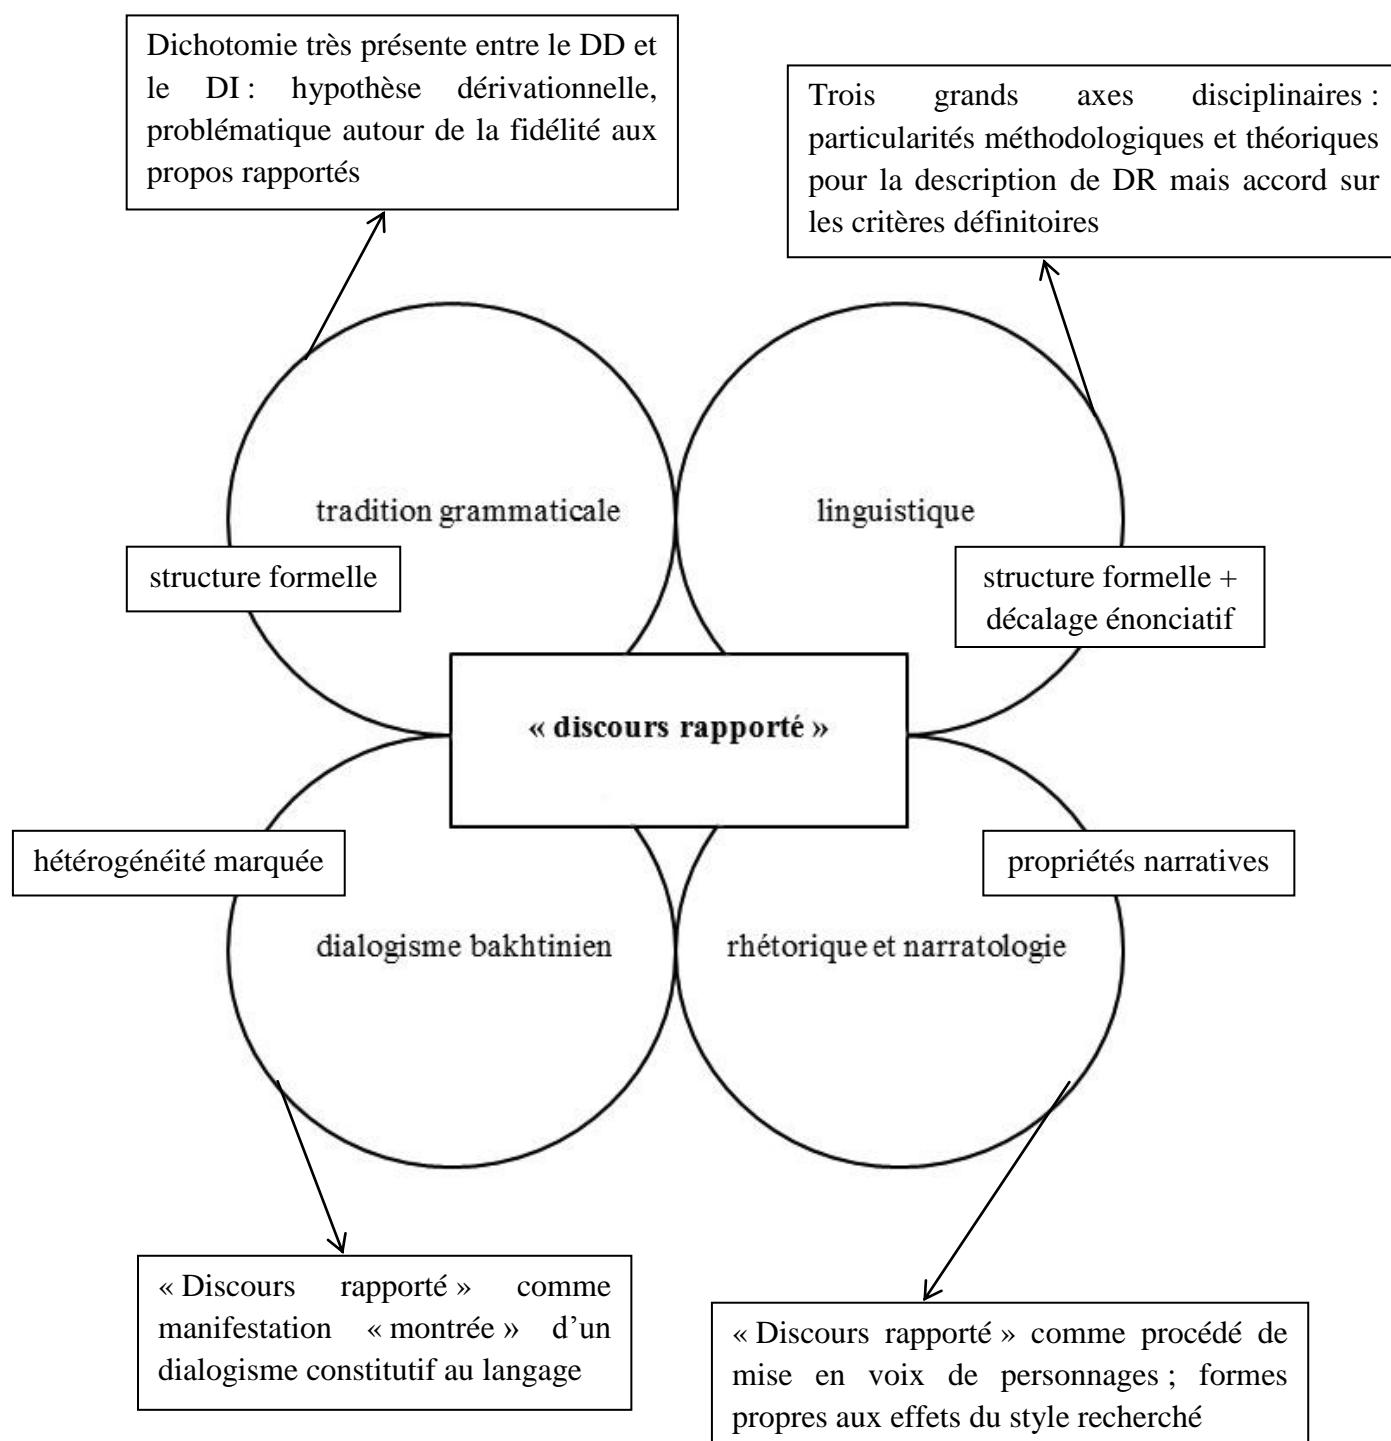 Dichotomie très présente entre le DD et
le DI : hypothèse dérivationnelle,
problématique autour de la fidélité aux
propos rapportés
Trois grands axes disciplinaires :
particularités méthodologiques et théoriques
pour la description de DR mais accord sur
les critères définitoires
tradition grammaticale
linguistique
structure formelle
structure formelle +
décalage énonciatif
« discours rapporté »
hétérogénéité marquée
propriétés narratives
dialogisme bakhtinien
rhétorique et narratologie
« Discours rapporté » comme
manifestation « montrée » d’un
dialogisme constitutif au langage
« Discours rapporté » comme procédé de
mise en voix de personnages ; formes
propres aux effets du style recherché